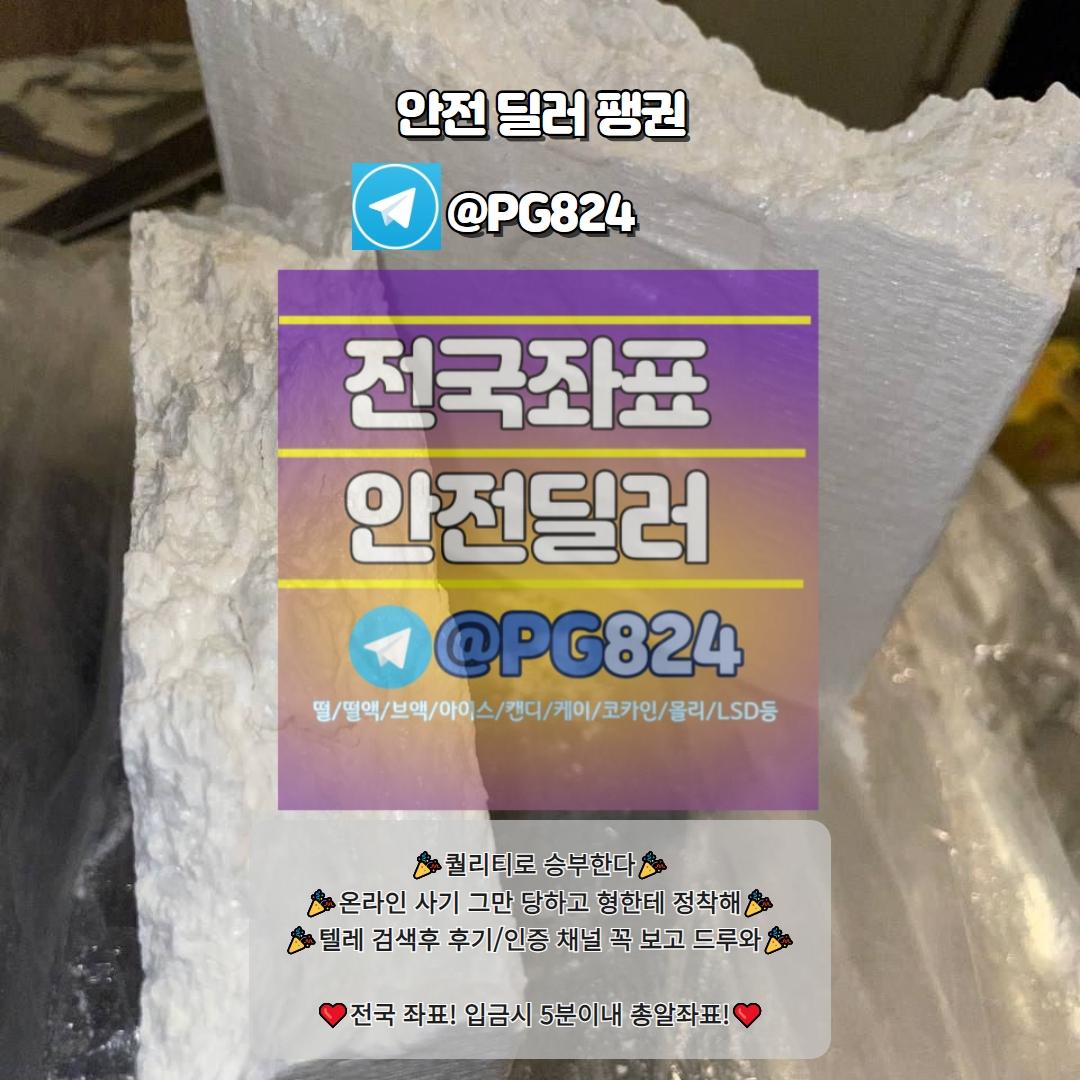 안전 딜러 팽귄
@PG824
전국좌표
안전딜러
@PG824
떨/떨액/브액/아이스/캔디/케이/코카인/몰리/LSD등
퀄리티로 승부한다
온라인 사기 그만 당하고 형한테 정착해
텔레 검색후 후기/인증 채널 꼭 보고 드루와
전국 좌표! 입금시 5분이내 총알좌표!